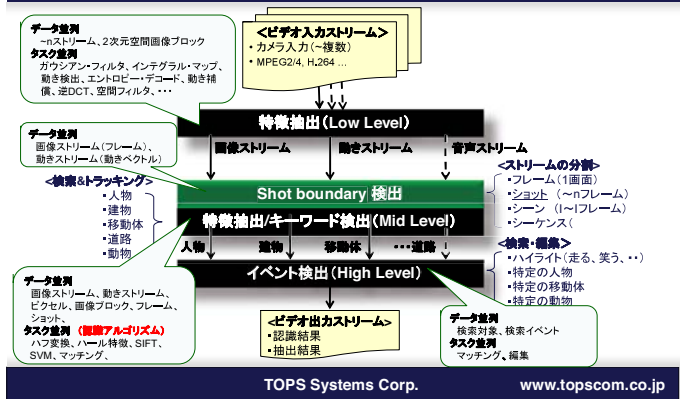 データ並列
~nストリーム、2次元空間画像ブロック
タスク並列
ガウシアン・フィルタ、インテグラル・マップ、
動き検出、エントロピー・デコード、動き補
償、逆DCT、空間フィルタ、・・・
<ビデオ入力ストリーム>
・カメラ入力(~複数)
・MPEG2/4, H.264 ...
特徴抽出(Low Level)
データ並列
画像ストリーム(フレーム)、
動きストリーム(動きベクトル)
画像ストリーム
動きストリーム
音声ストリーム
<検索&トラッキング>
・人物
・建物
・移動体
・道路
・動物
Shot boundary 検出
特徴抽出/キーワード検出(Mid Level)
人物
建物
移動体
・・・道路
イベント検出(High Level)
<ストリームの分割>
・フレーム(1画面)
・ショット (~nフレーム)
・シーン (l~lフレーム)
・シーケンス(
<検索・編集>
・ハイライト(走る、笑う、・・)
・特定の人物
・特定の移動体
・特定の動物
データ並列
画像ストリーム、動きストリーム、
ピクセル、画像ブロック、フレーム、
ショット、
タスク並列 (認識アルゴリズム)
ハフ変換、ハール特徴、SIFT、
SVM、マッチング、
<ビデオ出力ストリーム>
・認識結果
・抽出結果
データ並列
検索対象、検索イベント
タスク並列
マッチング、編集
TOPS Systems Corp.
www.topscom.co.jp